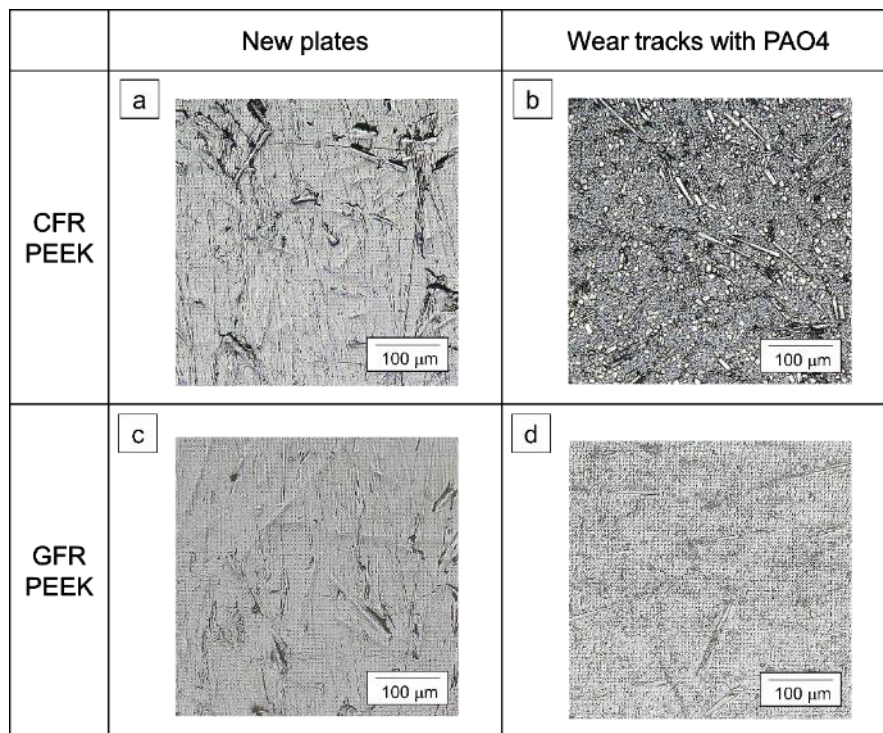 New plates
Wear tracks with PAO4
CFR
PEEK
a
100 μm
b
100 μm
GFR
PEEK
c
100 μm
d
100 μm